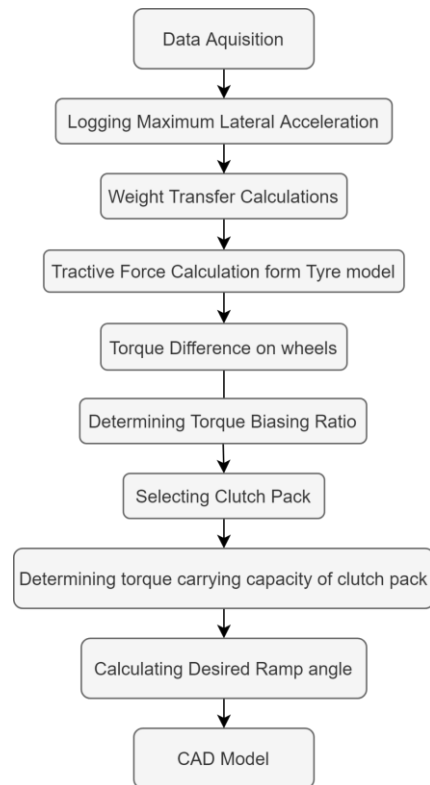 Data Aquisition
Logging Maximum Lateral Acceleration
Weight Transfer Calculations
Tractive Force Calculation form Tyre model
Torque Difference on wheels
Determining Torque Biasing Ratio
Selecting Clutch Pack
Determining torque carrying capacity of clutch pack
Calculating Desired Ramp angle
CAD Model